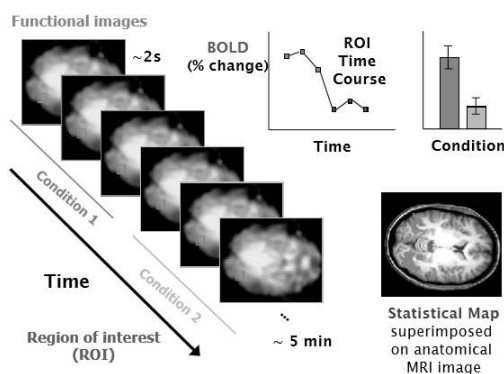 Functional images
~2s
BOLD
(% change)
ROI
Time
Course
Time
Condition
Condition 1
Condition 2
Time
Region of interest
(ROI)
...
~ 5 min
Statistical Map
superimposed
on anatomical
MRI image